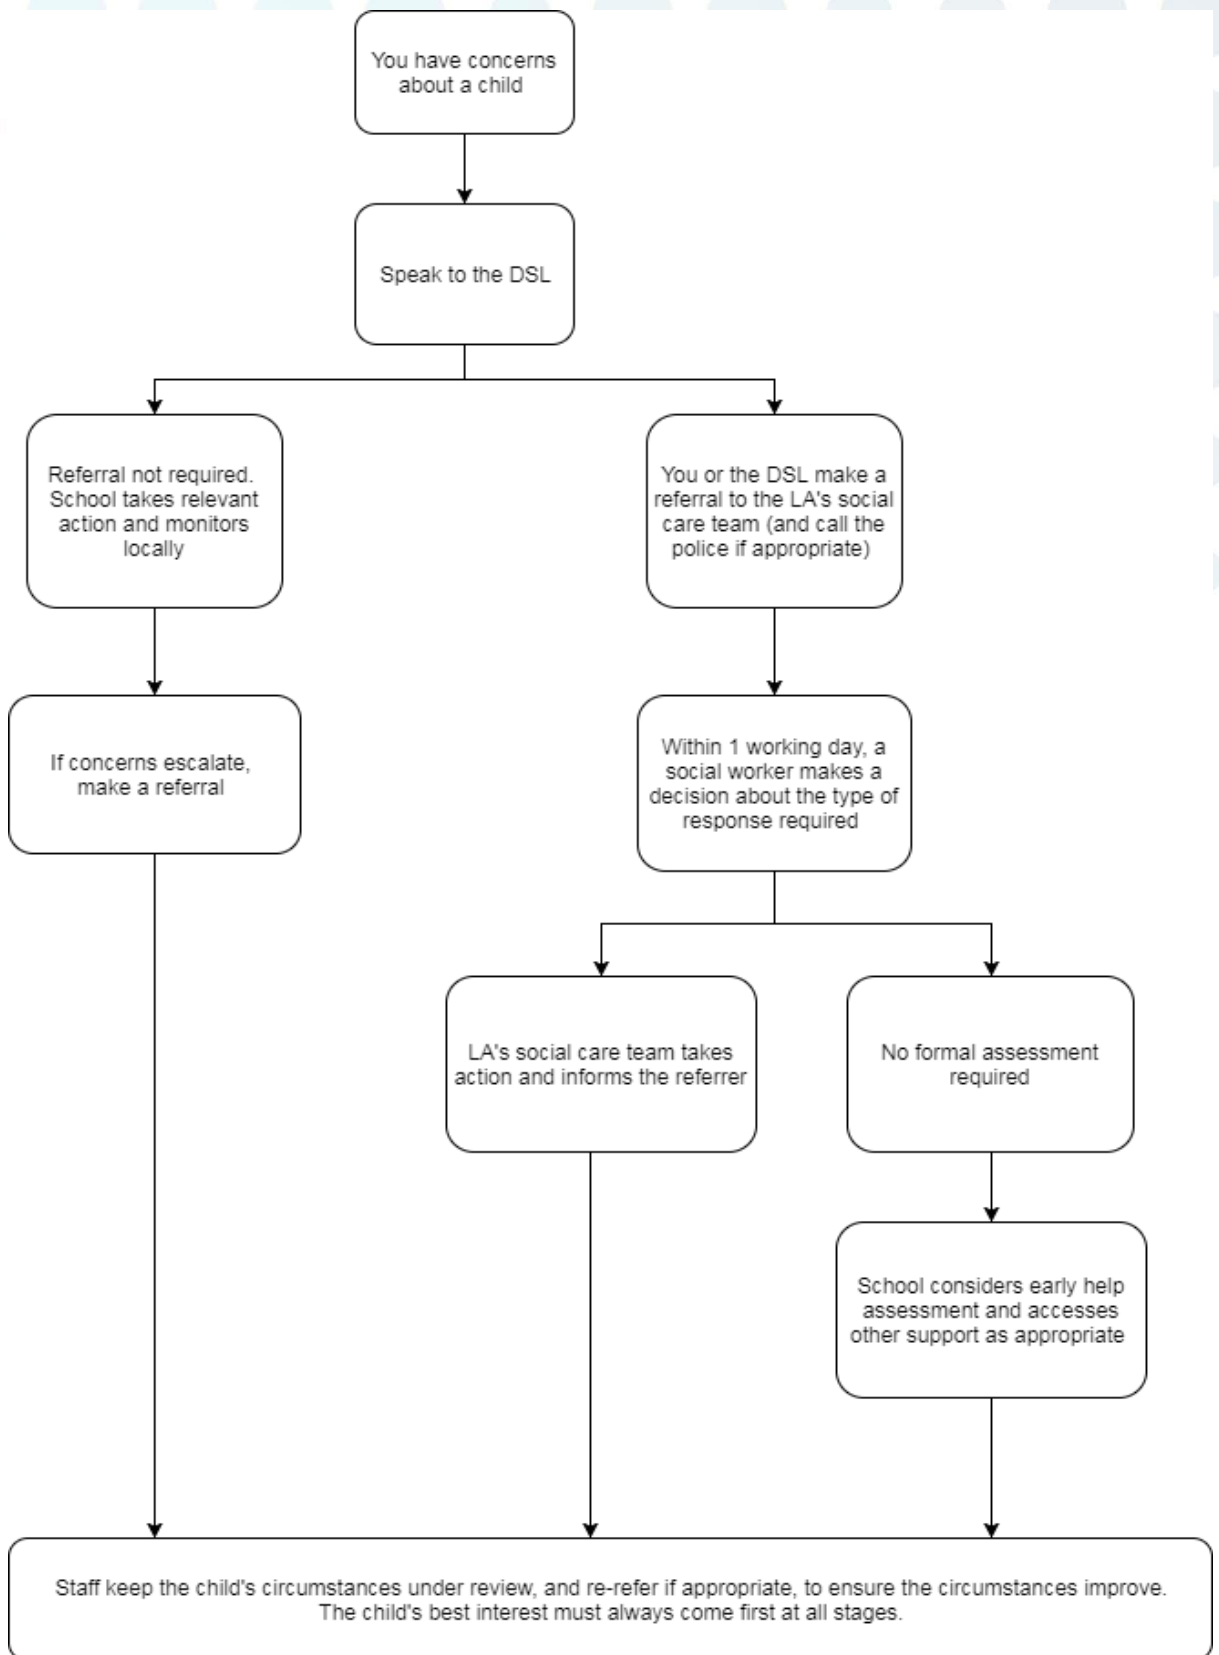 You have concerns
about a child
Speak to the DSL
Referral not required.
School takes relevant
action and monitors
locally
You or the DSL make a
referral to the LA's social
care team (and call the
police if appropriate)
If concerns escalate,
make a referral
Within 1 working day, a
social worker makes a
decision about the type of
response required
LA's social care team takes
action and informs the referrer
No formal assessment
required
School considers early help
assessment and accesses
other support as appropriate
Staff keep the child's circumstances under review, and re-refer if appropriate, to ensure the circumstances improve.
The child's best interest must always come first at all stages.